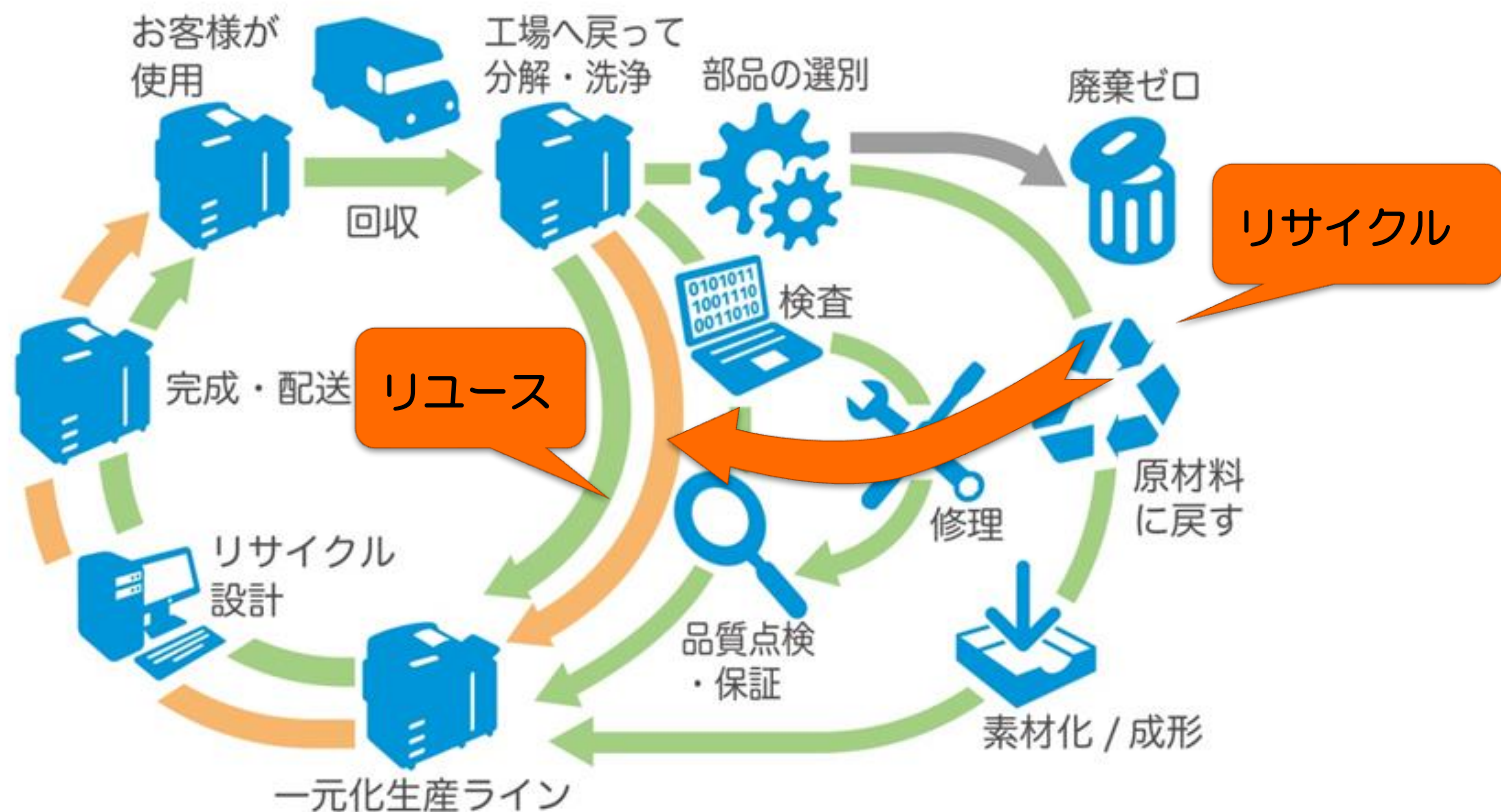 お客様が
使用
工場へ戻って
分解・洗浄
部品の選別
廃棄ゼロ
回収
リサイクル
0101011
1001110
0011010
検査
完成・配送
リユース
修理
原材料
に戻す
リサイクル
設計
品質点検
・保証
素材化 / 成形
一元化生産ライン